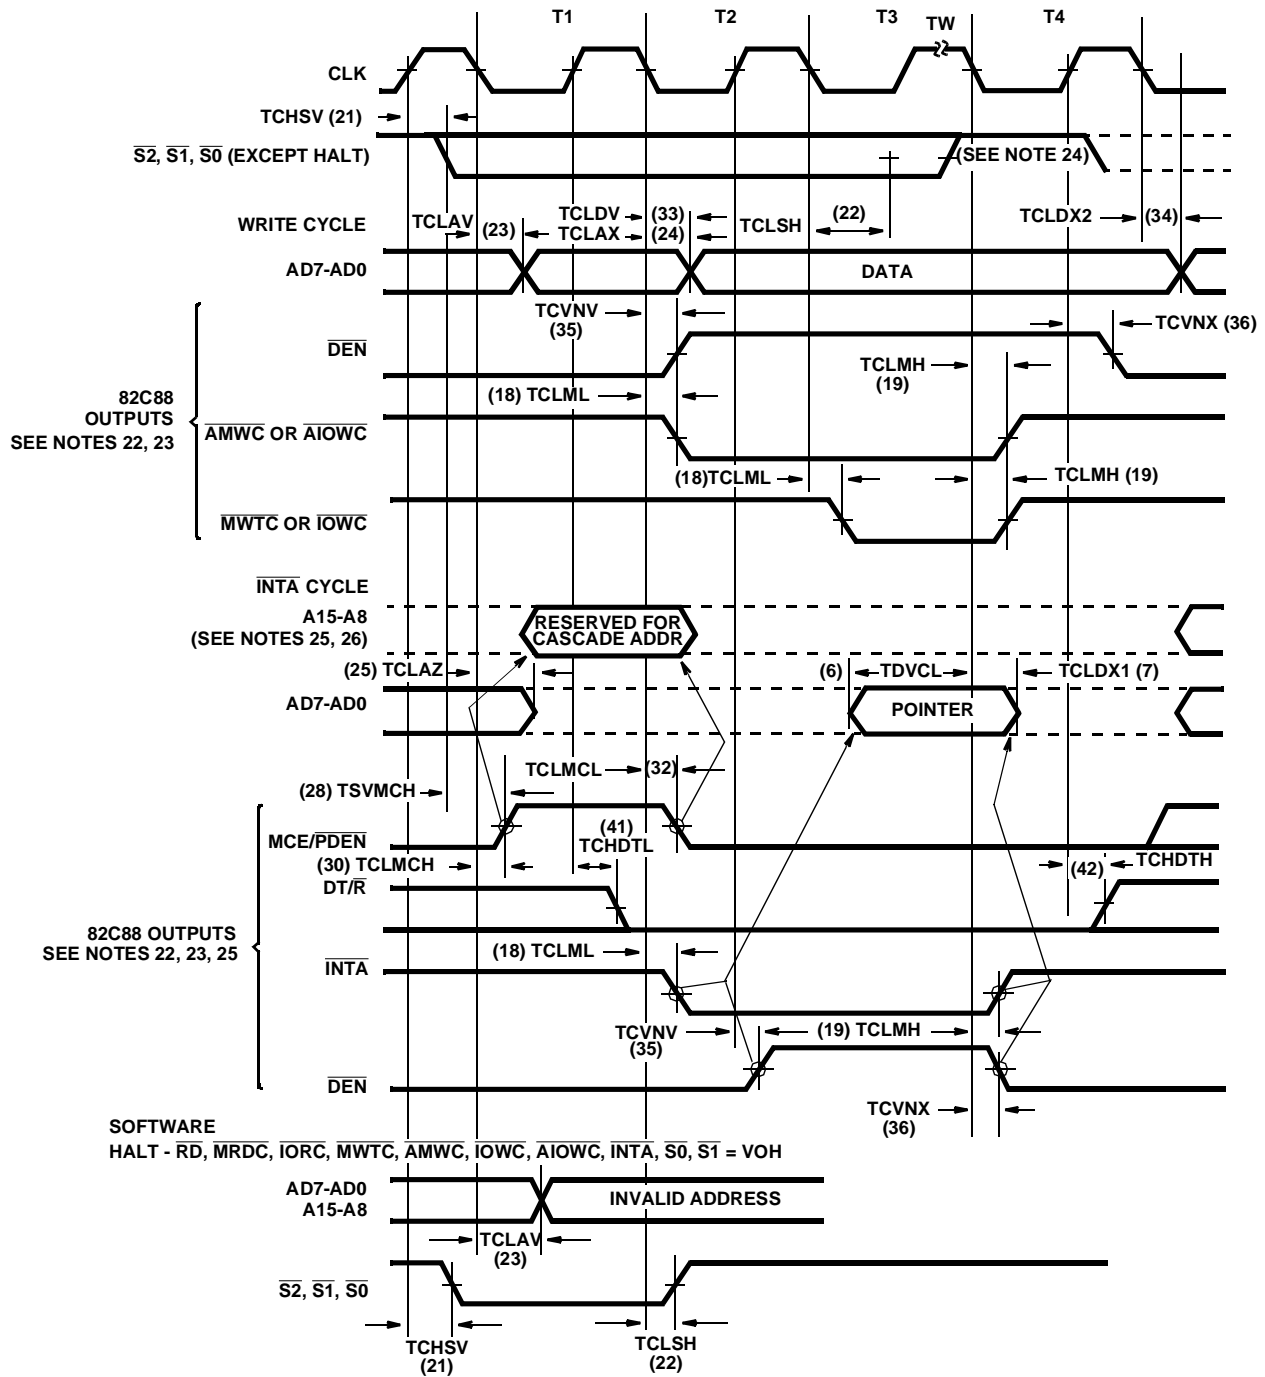 T1
T2
T3
TW
T4
CLK
TCHSV (21)
S2, S1, S0 (EXCEPT HALT)
(SEE NOTE 24)
WRITE CYCLE
TCLAV
(23)
TCLDV
(33)
TCLAX
(24)
TCLSH
(22)
TCLDX2
(34)
AD7-AD0
DATA
TCVNV
(35)
TCVNX (36)
DEN
TCLMH
(19)
82C88
OUTPUTS
SEE NOTES 22, 23
(18) TCLML
AMWC OR AIOWC
(18)TCLML
TCLMH (19)
MWTC OR IOWC
INTA CYCLE
A15-A8
(SEE NOTES 25, 26)
RESERVED FOR
CASCADE ADDR
(25) TCLAZ
(6)
TDVCL
TCLDX1 (7)
AD7-AD0
POINTER
TCLMCL
(32)
(28) TSVMCH
MCE/PDEN
(41)
TCHDTL
(30) TCLMCH
TCHDTH
(42)
DT/R
82C88 OUTPUTS
SEE NOTES 22, 23, 25
(18) TCLML
INTA
TCVNV
(35)
(19) TCLMH
DEN
TCVNX
(36)
SOFTWARE
HALT - RD, MRDC, IORC, MWTC, AMWC, IOWC, AIOWC, INTA, S0, S1 = VOH
AD7-AD0
A15-A8
INVALID ADDRESS
TCLAV
(23)
S2, S1, S0
TCHSV
(21)
TCLSH
(22)